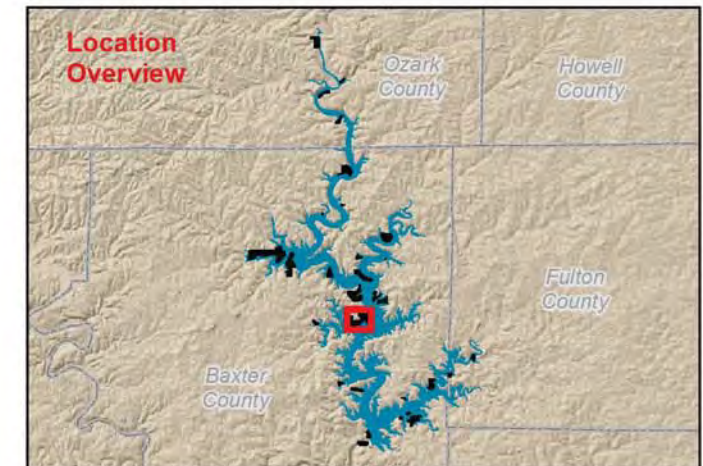 Location
Overview
Ozark
County
Howell
County
Fulton
County
Baxter
County